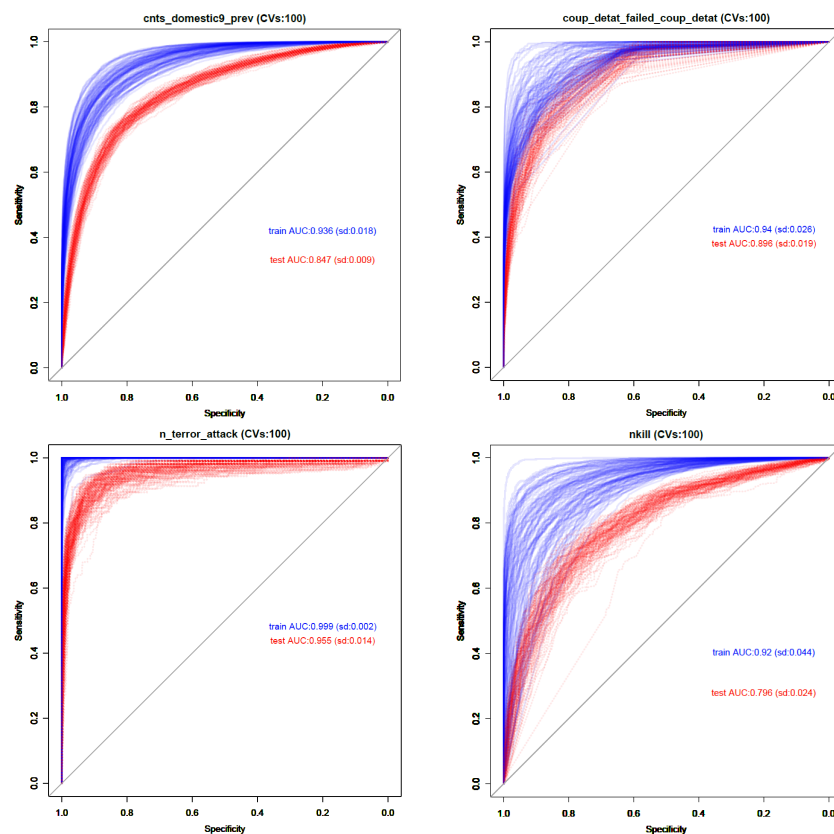 cnts_domestic9_prev (CVs:100)
1.0
0.8
0.6
0.4
0.2
0.0
Sensitivity
train AUC:0.936 (sd:0.018)
test AUC:0.847 (sd:0.009)
1.0 0.8 0.6 0.4 0.2 0.0
Specificity
coup_detat_failed_coup_detat (CVs:100)
1.0
0.8
0.6
0.4
0.2
0.0
Sensitivity
train AUC:0.94 (sd:0.026)
test AUC:0.896 (sd:0.019)
1.0 0.8 0.6 0.4 0.2 0.0
Specificity
n_terror_attack (CVs:100)
1.0
0.8
0.6
0.4
0.2
0.0
Sensitivity
train AUC:0.999 (sd:0.002)
test AUC:0.955 (sd:0.014)
1.0 0.8 0.6 0.4 0.2 0.0
Specificity
nkill (CVs:100)
1.0
0.8
0.6
0.4
0.2
0.0
Sensitivity
train AUC:0.92 (sd:0.044)
test AUC:0.796 (sd:0.024)
1.0 0.8 0.6 0.4 0.2 0.0
Specificity